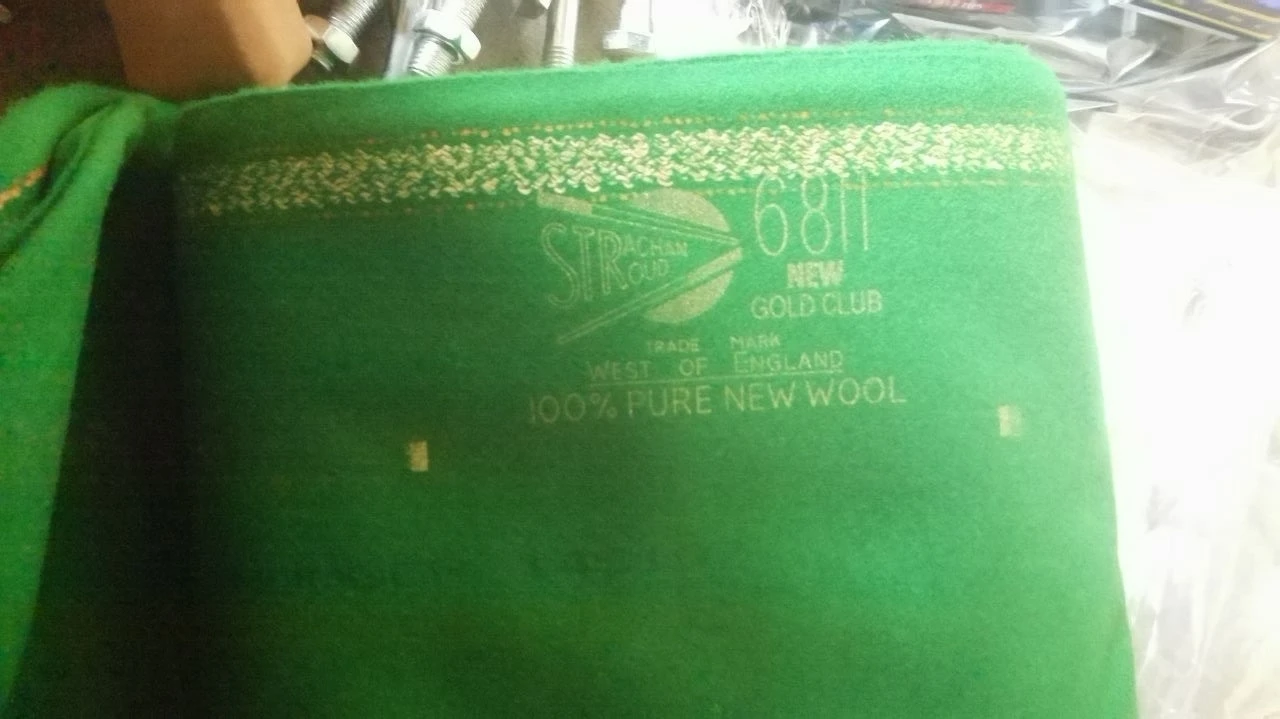 STRACHAN
STROUD
6811
NEW
GOLD CLUB
TRADE MARK
WEST OF ENGLAND
100% PURE NEW WOOL